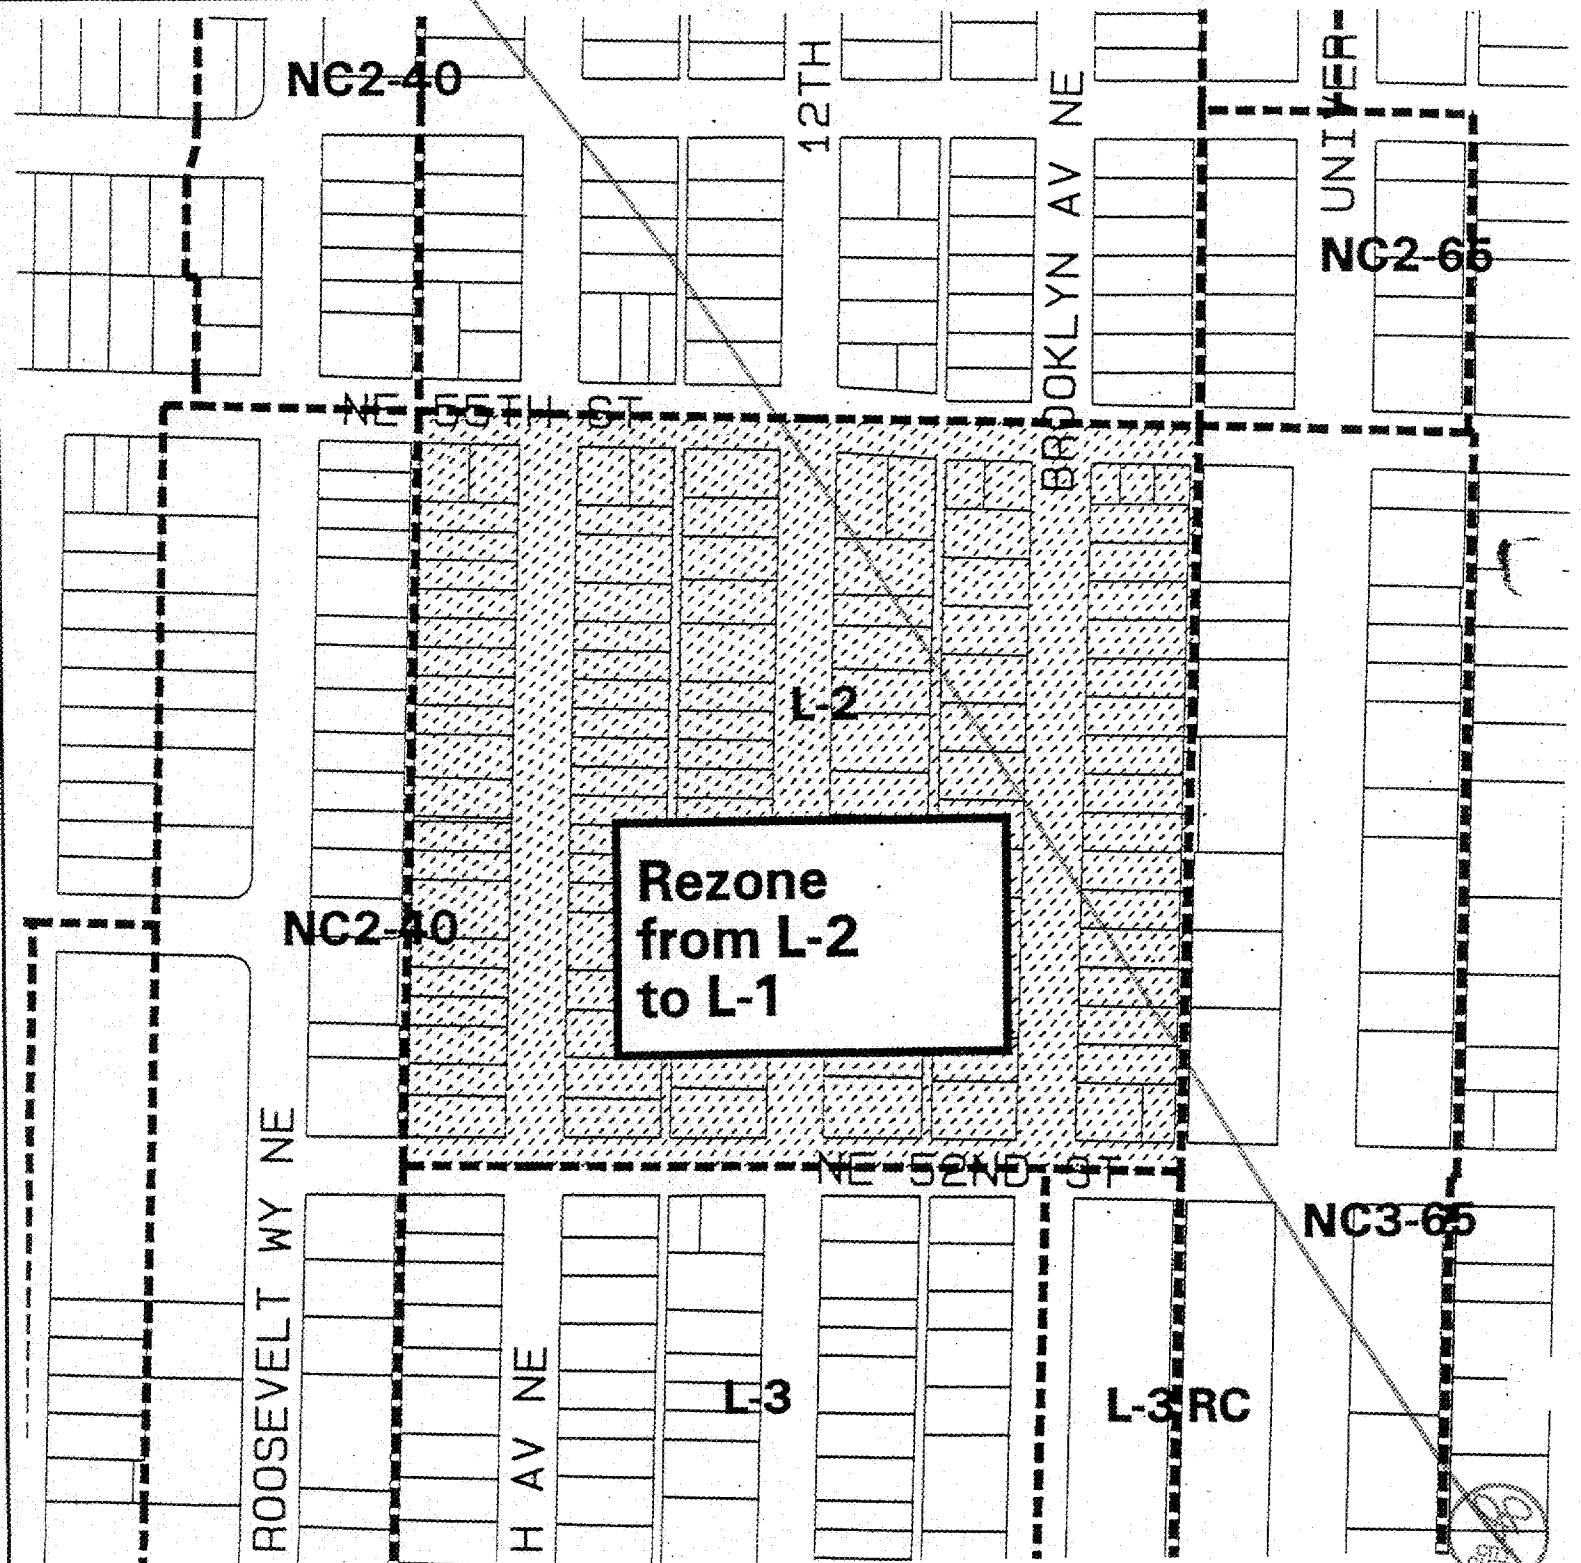 NC2-40
12TH
BROOKLYN AV NE
UNIVER
NC2-65
NE 55TH ST
L-2
Rezone
from L-2
to L-1
NC2-40
ROOSEVELT WY NE
NE 52ND ST
NC3-65
H AV NE
L-3
L-3 RC